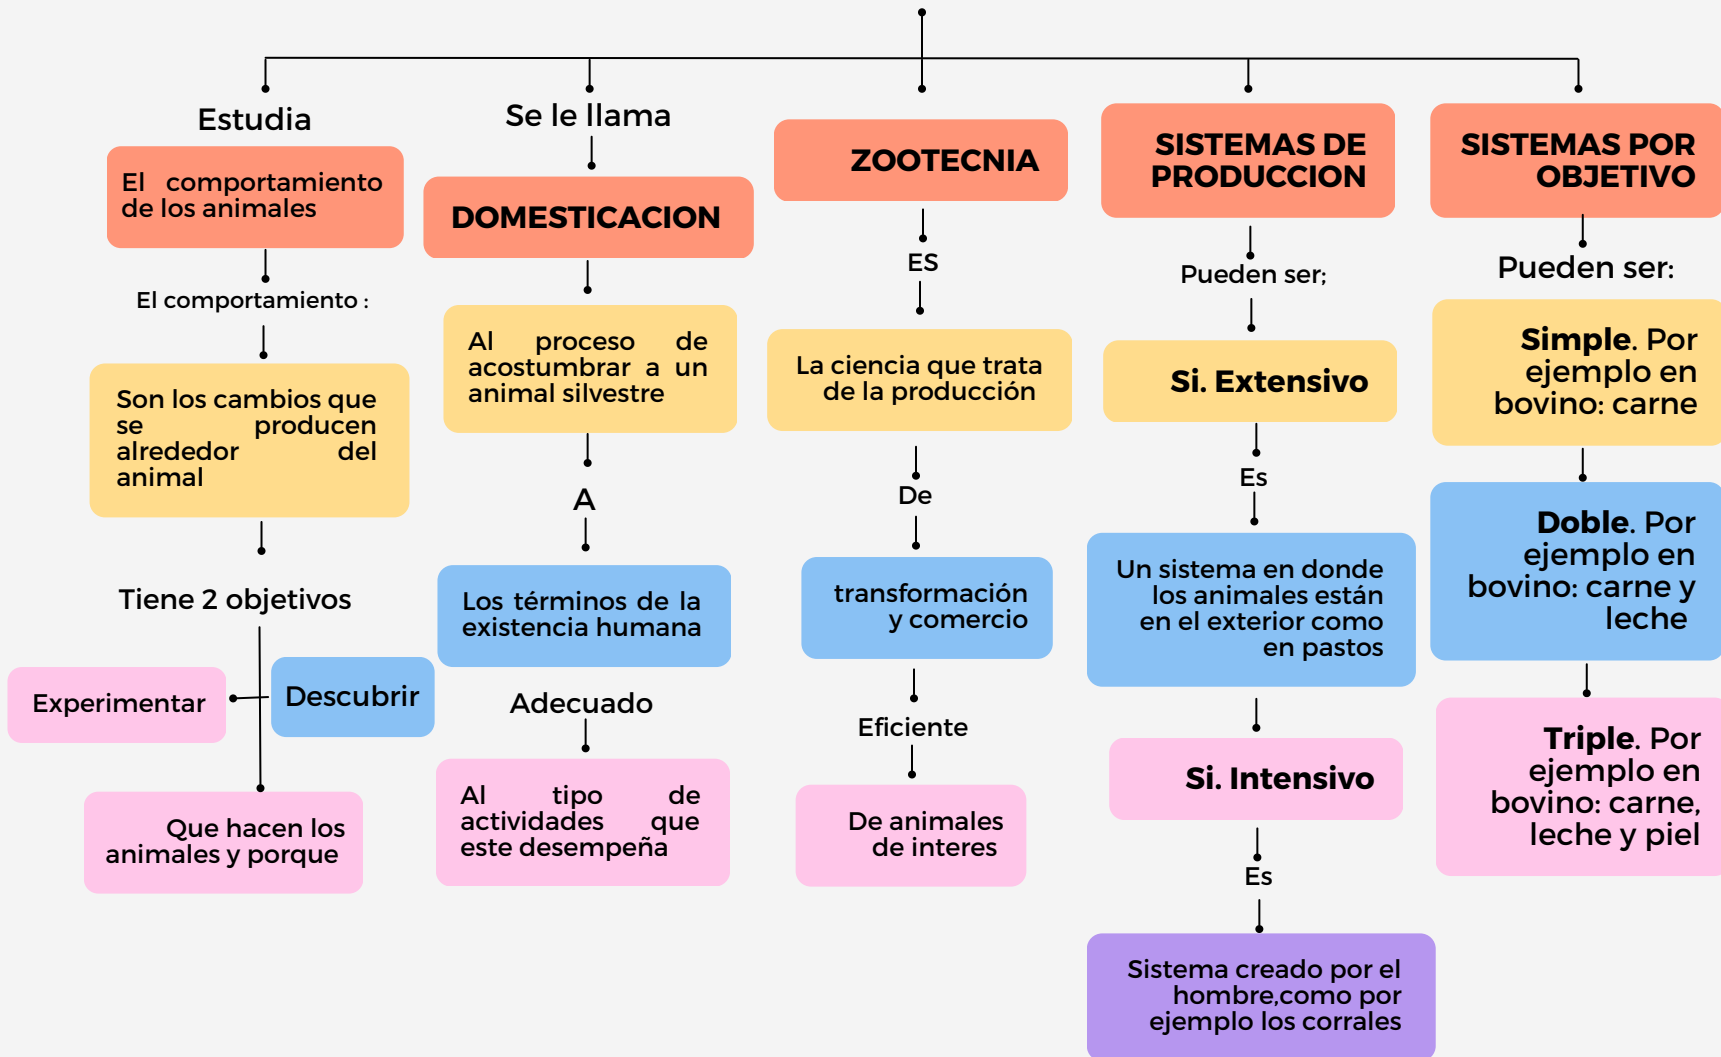 Estudia
El comportamiento
de los animales
El comportamiento :
Son los cambios que
se producen
alrededor del
animal
Tiene 2 objetivos
Experimentar
Descubrir
Que hacen los
animales y porque
Se le llama
DOMESTICACION
Al proceso de
acostumbrar a un
animal silvestre
A
Los términos de la
existencia humana
Adecuado
Al tipo de
actividades que
este desempeña
ZOOTECNIA
ES
La ciencia que trata
de la producción
De
transformación
y comercio
Eficiente
De animales
de interes
SISTEMAS DE
PRODUCCION
Pueden ser;
Si. Extensivo
Es
Un sistema en donde
los animales están
en el exterior como
en pastos
Si. Intensivo
Es
Sistema creado por el
hombre,como por
ejemplo los corrales
SISTEMAS POR
OBJETIVO
Pueden ser:
Simple. Por
ejemplo en
bovino: carne
Doble. Por
ejemplo en
bovino: carne y
leche
Triple. Por
ejemplo en
bovino: carne,
leche y piel